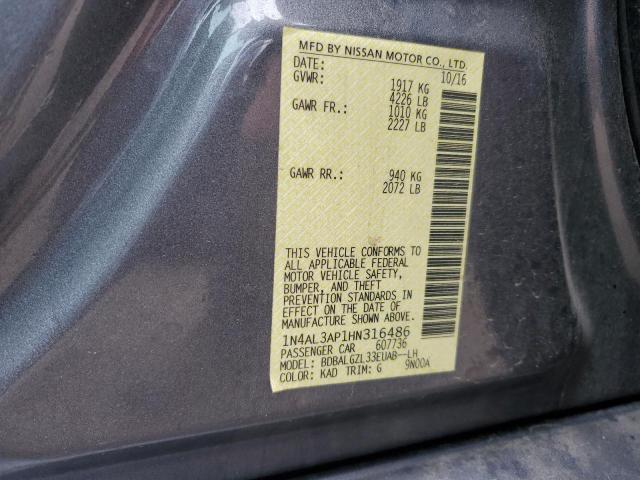 MFD BY NISSAN MOTOR CO., LTD.
DATE: 10/16
GVWR: 1917 KG
4226 LB
GAWR FR.: 1010 KG
2227 LB
GAWR RR.: 940 KG
2072 LB
THIS VEHICLE CONFORMS TO
ALL APPLICABLE FEDERAL
MOTOR VEHICLE SAFETY,
BUMPER, AND THEFT
PREVENTION STANDARDS IN
EFFECT ON THE DATE OF
MANUFACTURE SHOWN ABOVE.
1N4AL3AP1HN316486
PASSENGER CAR 607736
MODEL: BDBALGZL33EUAB--LH
COLOR: KAD TRIM: G 9N00A